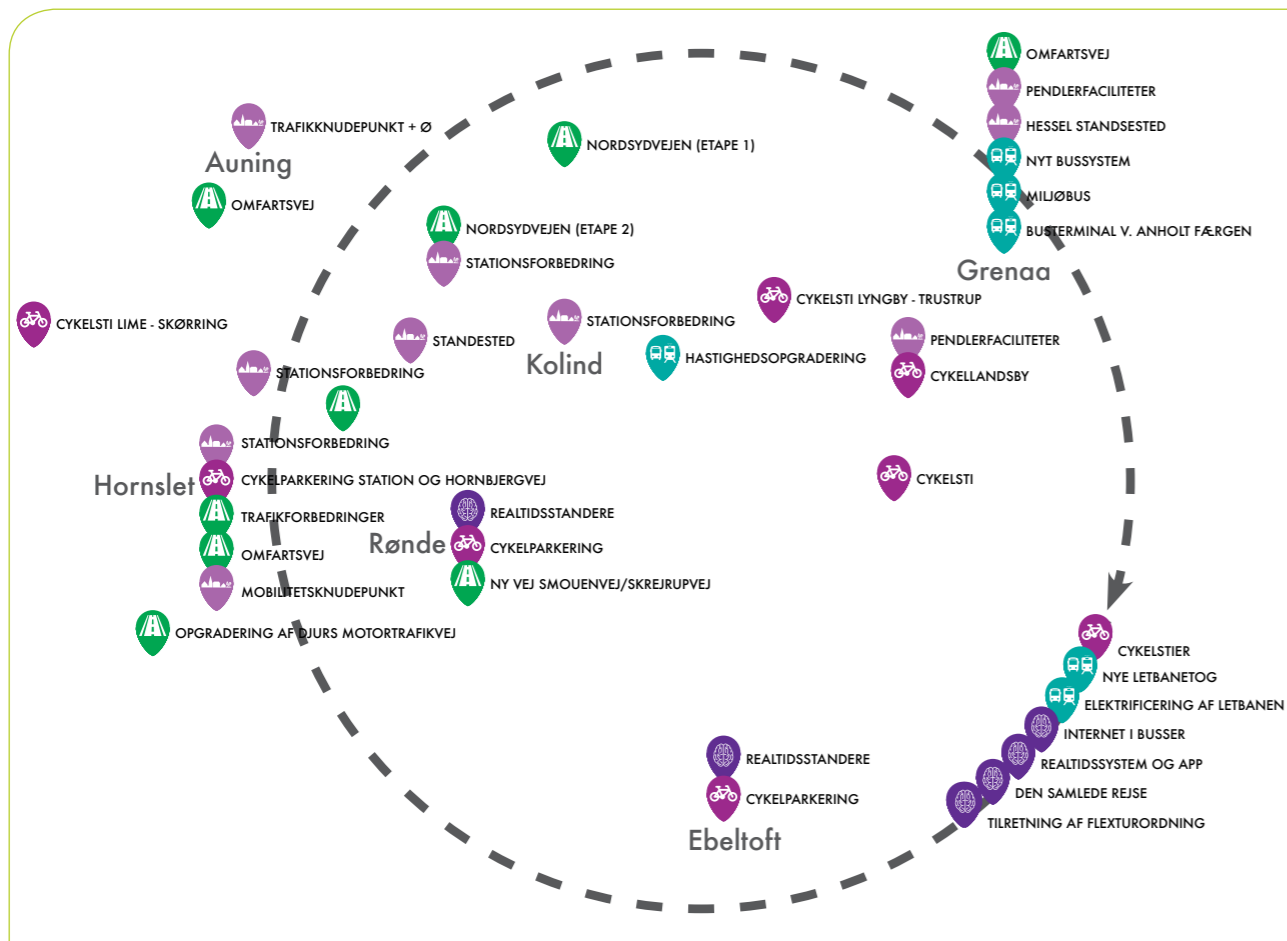 OMFARTSVEJ
PENDLERFACILITETER
HESSEL STANDSESTED
NYT BUSSYSTEM
MILJØBUS
BUSTERMINAL V. ANHOLT FÆRGEN
Grenaa
TRAFIKKNUDEPUNKT + Ø
Auning
OMFARTSVEJ
NORDSYDVEJEN (ETAPE 1)
NORDSYDVEJEN (ETAPE 2)
STATIONSFORBEDRING
CYKELSTI LIME - SKØRRING
STANDESTED
STATIONSFORBEDRING
Kolind
HASTIGHEDSOPGRADERING
CYKELSTI LYNGBY - TRUSTRUP
PENDLERFACILITETER
CYKELLANDSBY
STATIONSFORBEDRING
STATIONSFORBEDRING
Hornslet
CYKELPARKERING STATION OG HORNBJERGVEJ
TRAFIKFORBEDRINGER
OMFARTSVEJ
MOBILITETSKNUDEPUNKT
OPGRADERING AF DJURS MOTORTRAFIKVEJ
CYKELSTI
REALTIDSSTANDERE
Rønde
CYKELPARKERING
NY VEJ SMOUENVEJ/SKREJRUPVEJ
CYKELSTIER
NYE LETBANETOG
ELEKTRIFICERING AF LETBANEN
INTERNET I BUSSER
REALTIDSSYSTEM OG APP
DEN SAMLEDE REJSE
TILRETNING AF FLEXTURORDNING
REALTIDSSTANDERE
CYKELPARKERING
Ebeltoft